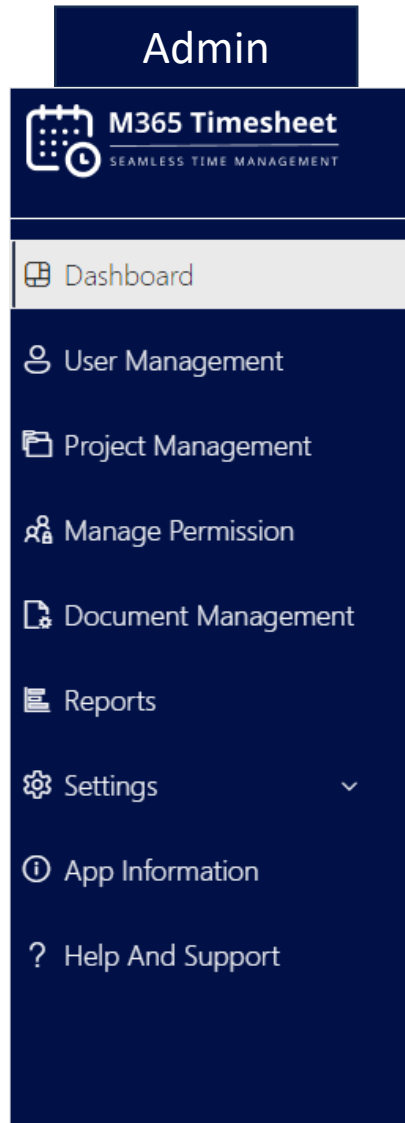 Admin
M365 Timesheet
SEAMLESS TIME MANAGEMENT
Dashboard
User Management
Project Management
Manage Permission
Document Management
Reports
Settings
App Information
? Help And Support